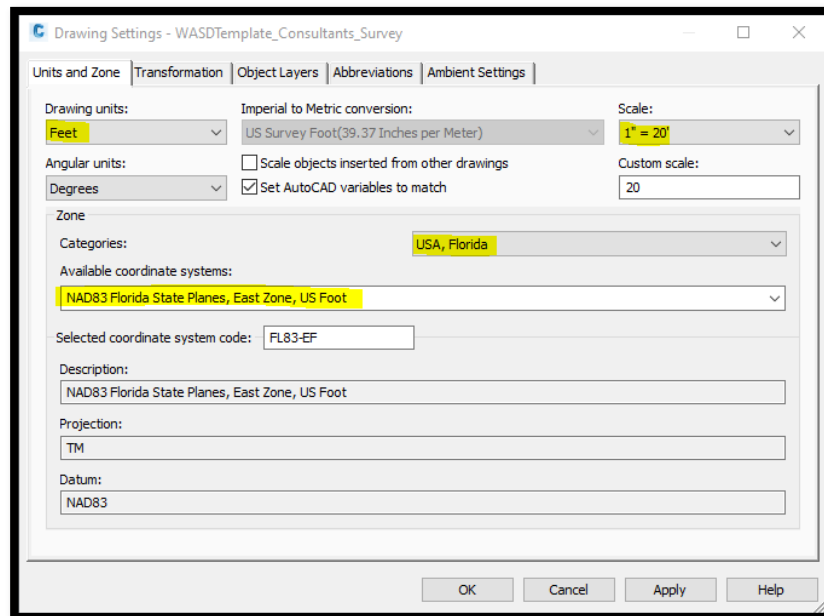 Drawing Settings - WASDTemplate_Consultants_Survey
Units and Zone Transformation Object Layers Abbreviations Ambient Settings
Drawing units: Imperial to Metric conversion: Scale:
Feet US Survey Foot(39.37 Inches per Meter) 1" = 20'
Angular units: Scale objects inserted from other drawings Custom scale:
Degrees Set AutoCAD variables to match 20
Zone
Categories: USA, Florida
Available coordinate systems:
NAD83 Florida State Planes, East Zone, US Foot
Selected coordinate system code: FL83-EF
Description:
NAD83 Florida State Planes, East Zone, US Foot
Projection:
TM
Datum:
NAD83
OK Cancel Apply Help